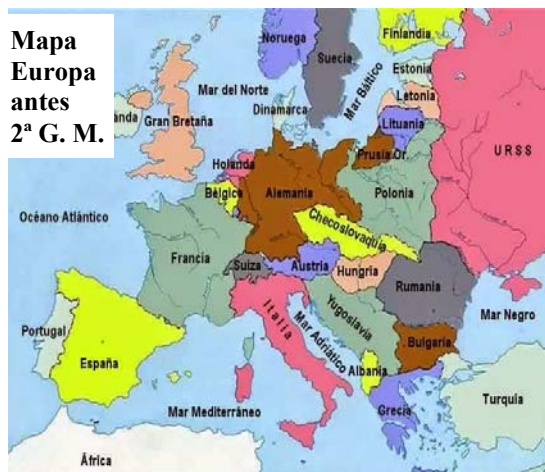 Mapa
Europa
antes
2ª G. M.
Noruega
Suecia
Finlandia
Estonia
Letonia
Lituania
Mar Báltico
Mar del Norte
Dinamarca
anda
Gran Bretaña
Holanda
Bélgica
Alemania
Prusia Or.
Polonia
URSS
Checoslovaquia
Océano Atlántico
Francia
Suiza
Austria
Hungría
Rumania
Yugoslavia
Italia
Mar Adriático
Mar Negro
Bulgaria
Albania
Portugal
España
Grecia
Turquía
Mar Mediterráneo
África